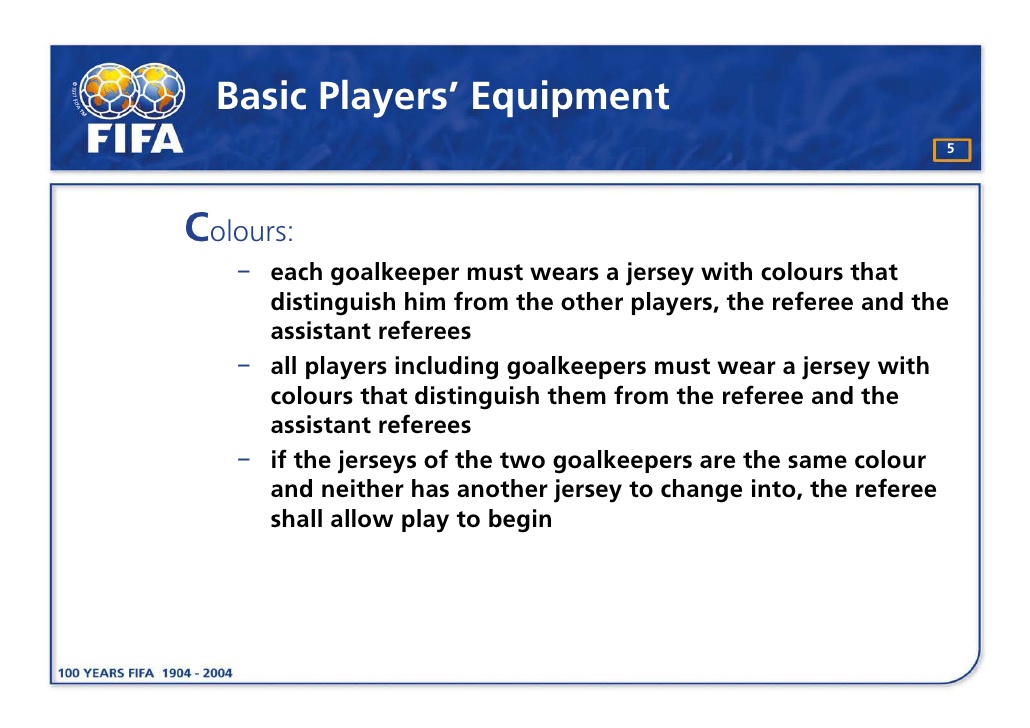 Basic Players’ Equipment
FIFA
5
Colours:
– each goalkeeper must wears a jersey with colours that
distinguish him from the other players, the referee and the
assistant referees
– all players including goalkeepers must wear a jersey with
colours that distinguish them from the referee and the
assistant referees
– if the jerseys of the two goalkeepers are the same colour
and neither has another jersey to change into, the referee
shall allow play to begin
100 YEARS FIFA 1904 - 2004